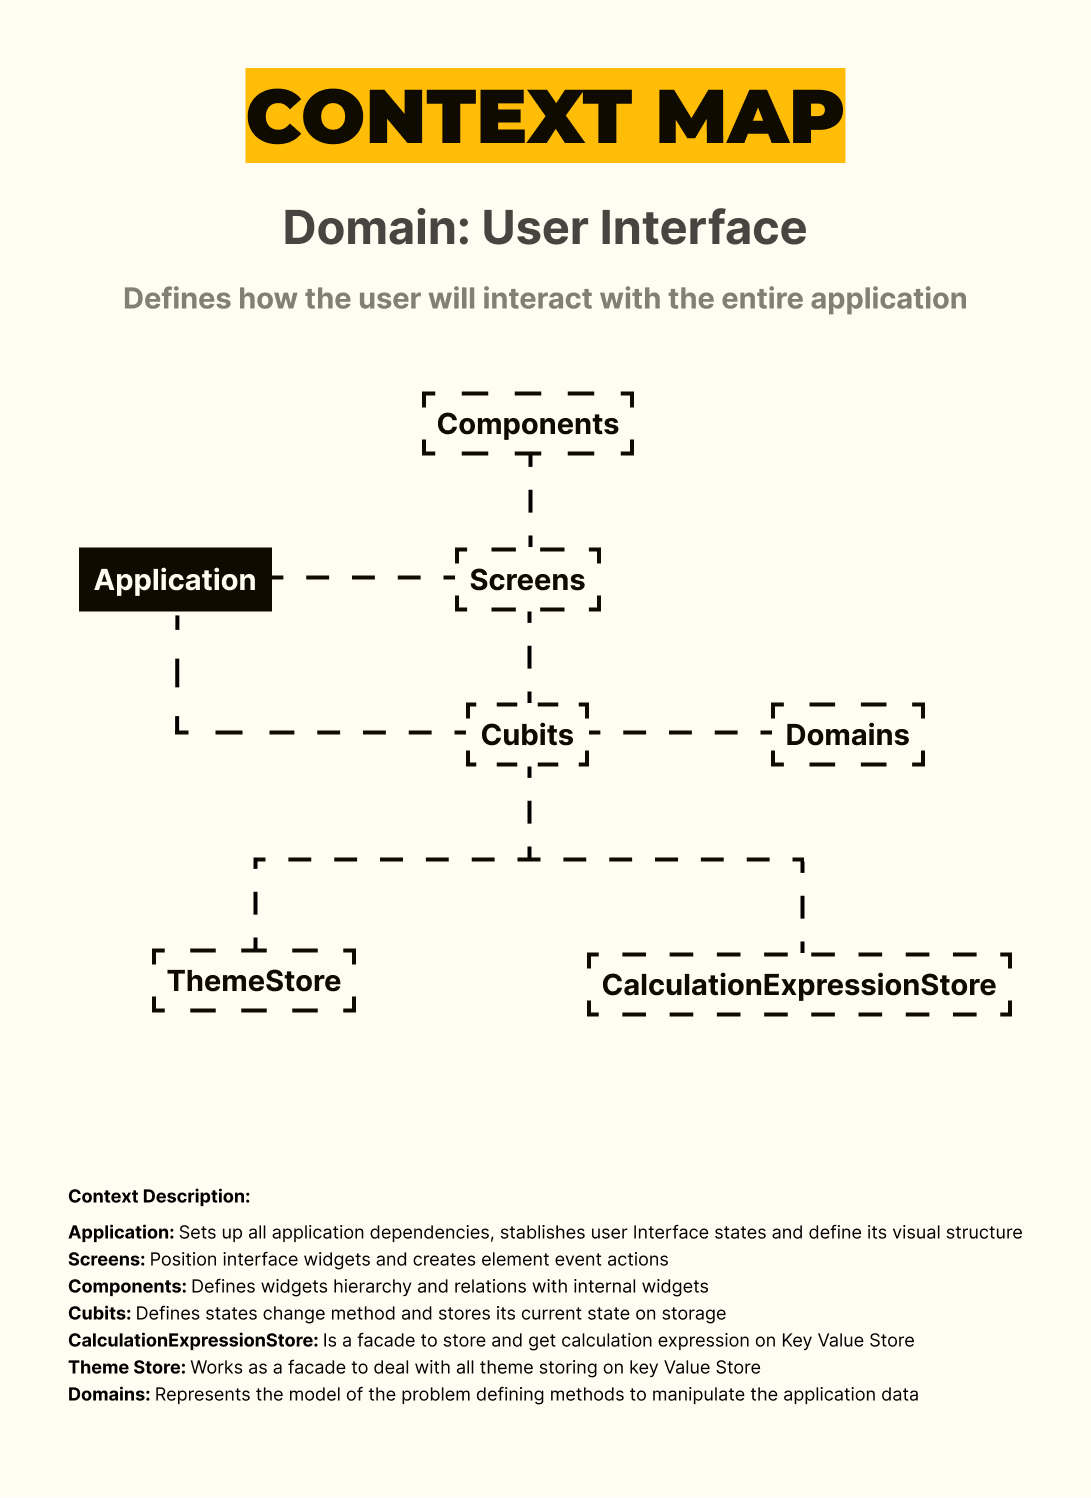 CONTEXT MAP
Domain: User Interface
Defines how the user will interact with the entire application
Components
Application
Screens
Cubits
Domains
ThemeStore
CalculationExpressionStore
Context Description:
Application: Sets up all application dependencies, stablishes user Interface states and define its visual structure
Screens: Position interface widgets and creates element event actions
Components: Defines widgets hierarchy and relations with internal widgets
Cubits: Defines states change method and stores its current state on storage
CalculationExpressionStore: Is a facade to store and get calculation expression on Key Value Store
Theme Store: Works as a facade to deal with all theme storing on key Value Store
Domains: Represents the model of the problem defining methods to manipulate the application data